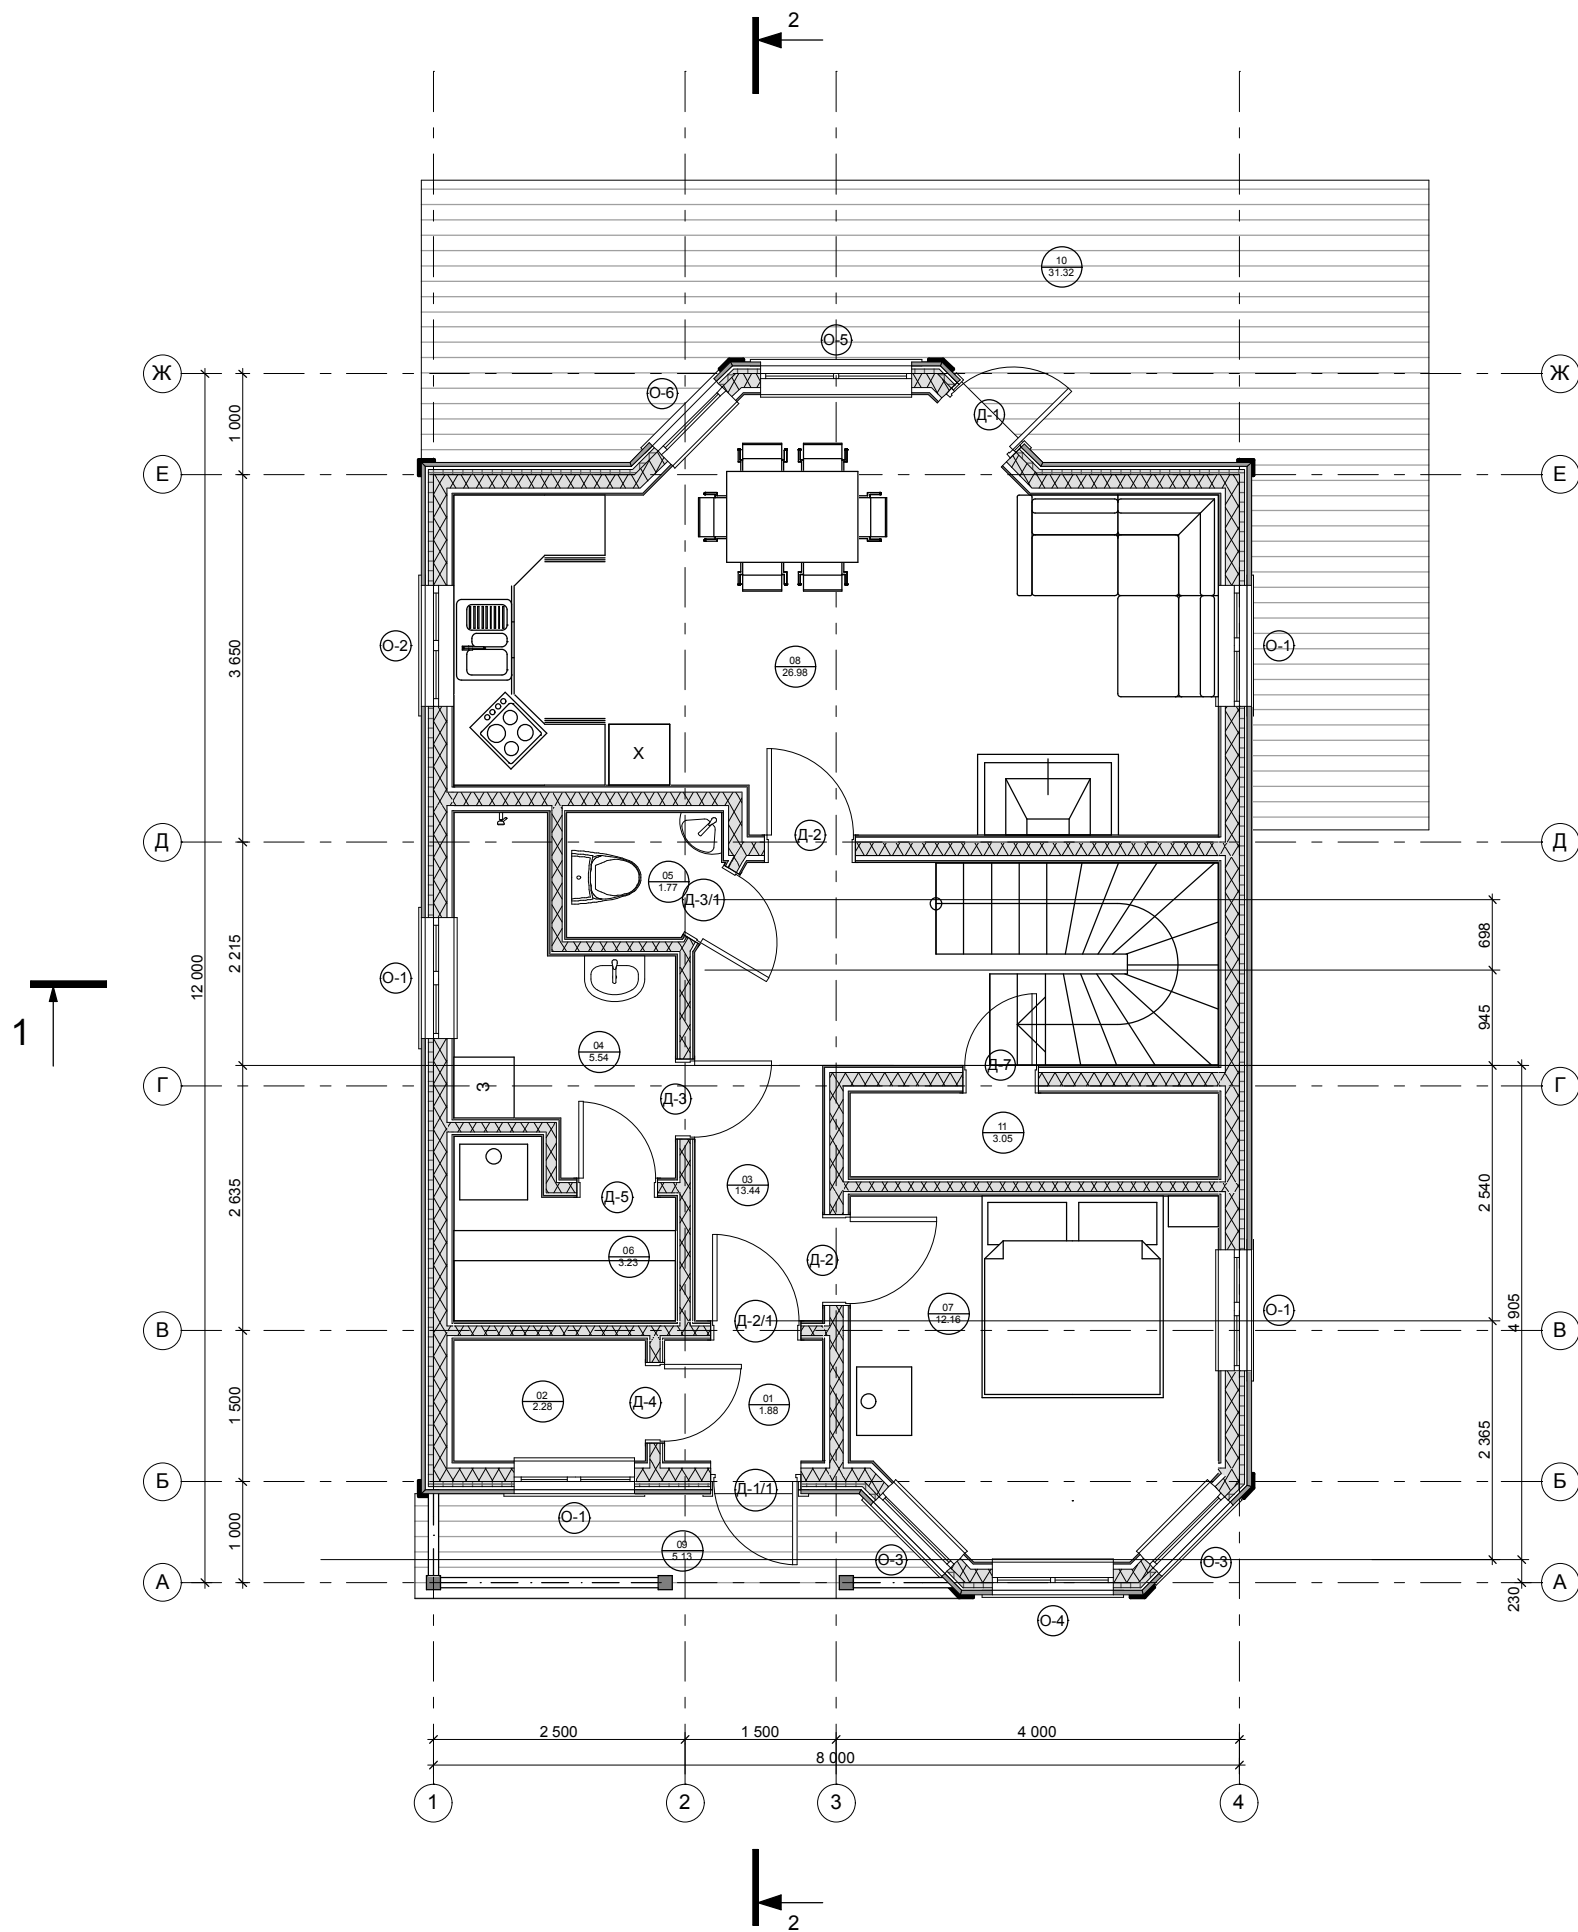 2
10
31.32
О-5
Ж
Ж
О-6
Д-1
1 000
Е
Е
3 650
О-2
О-1
08
26.98
Х
Д
Д-2
Д
05
1.77
Д-3/1
698
2 215
12 000
О-1
945
1
04
5.54
Д-7
З
Г
Д-3
Г
11
3.05
03
13.44
2 635
Д-5
2 540
06
3.23
Д-2
07
12.16
О-1
4 905
В
Д-2/1
В
02
2.28
Д-4
01
1.88
1 500
2 365
Б
Д-1/1
Б
О-1
1 000
09
5.13
О-3
О-3
А
А
230
О-4
2 500
1 500
4 000
8 000
1
2
3
4
2